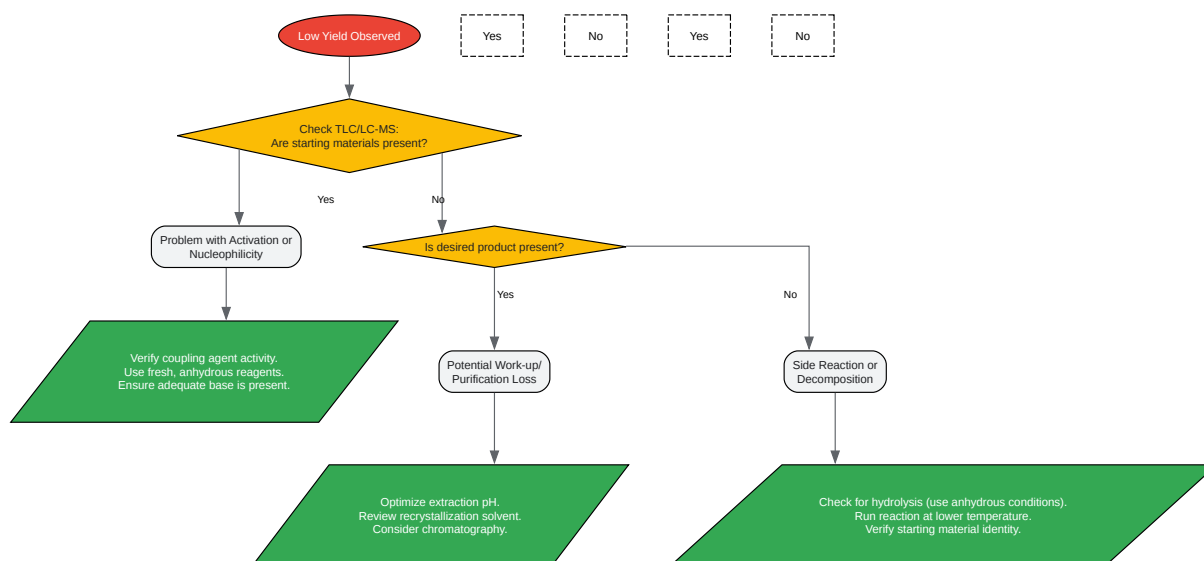 Low Yield Observed
Yes
No
Yes
No
Check TLC/LC-MS:
Are starting materials present?
Yes
No
Problem with Activation or
Nucleophilicity
Is desired product present?
Yes
No
Verify coupling agent activity.
Use fresh, anhydrous reagents.
Ensure adequate base is present.
Potential Work-up/
Purification Loss
Side Reaction or
Decomposition
Optimize extraction pH.
Review recrystallization solvent.
Consider chromatography.
Check for hydrolysis (use anhydrous conditions).
Run reaction at lower temperature.
Verify starting material identity.